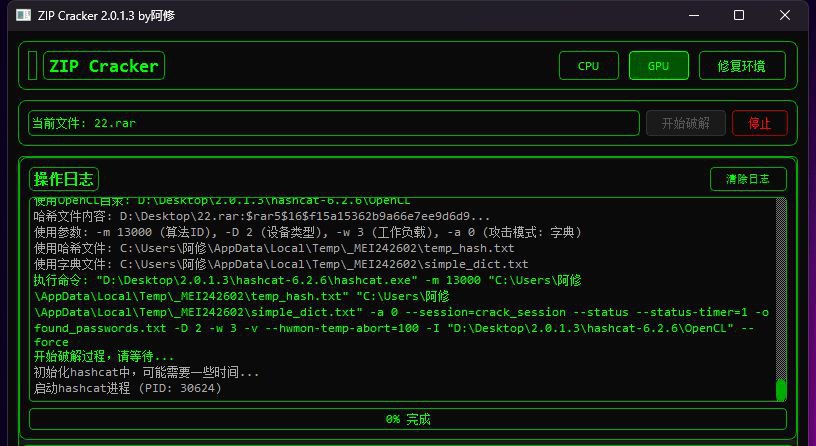 ZIP Cracker 2.0.1.3 by阿修
ZIP Cracker
CPU
GPU
修复环境
当前文件: 22.rar
开始破解
停止
操作日志
清除日志
使用OpenCL目录: D:\Desktop\2.0.1.3\hashcat-6.2.6\OpenCL
哈希文件内容: D:\Desktop\22.rar:$rar5$16$f15a15362b9a66e7ee9d6d9...
使用参数: -m 13000 (算法ID), -D 2 (设备类型), -w 3 (工作负载), -a 0 (攻击模式: 字典)
使用哈希文件: C:\Users\阿修\AppData\Local\Temp\_MEI242602\temp_hash.txt
使用字典文件: C:\Users\阿修\AppData\Local\Temp\_MEI242602\simple_dict.txt
执行命令: "D:\Desktop\2.0.1.3\hashcat-6.2.6\hashcat.exe" -m 13000 "C:\Users\阿修
\AppData\Local\Temp\_MEI242602\temp_hash.txt" "C:\Users\阿修
\AppData\Local\Temp\_MEI242602\simple_dict.txt" -a 0 --session=crack_session --status --status-timer=1 -o
found_passwords.txt -D 2 -w 3 -v --hwmon-temp-abort=100 -I "D:\Desktop\2.0.1.3\hashcat-6.2.6\OpenCL" --
force
开始破解过程，请等待...
初始化hashcat中，可能需要一些时间...
启动hashcat进程 (PID: 30624)
0% 完成